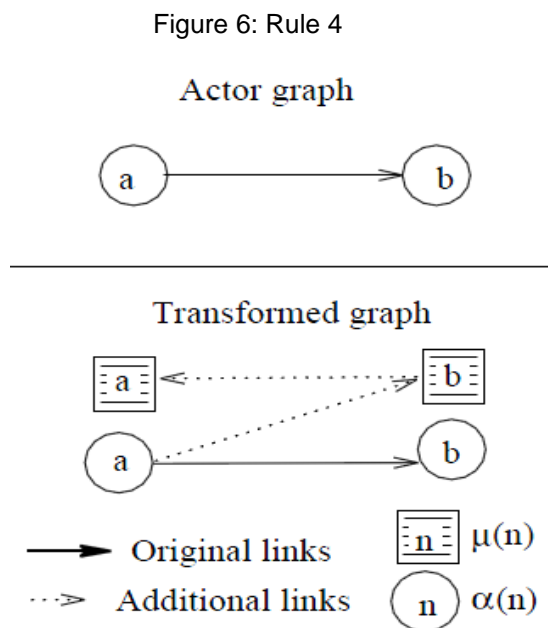 Figure 6: Rule 4
Actor graph
a b
Transformed graph
a b
a b
Original links n μ(n)
Additional links n α(n)